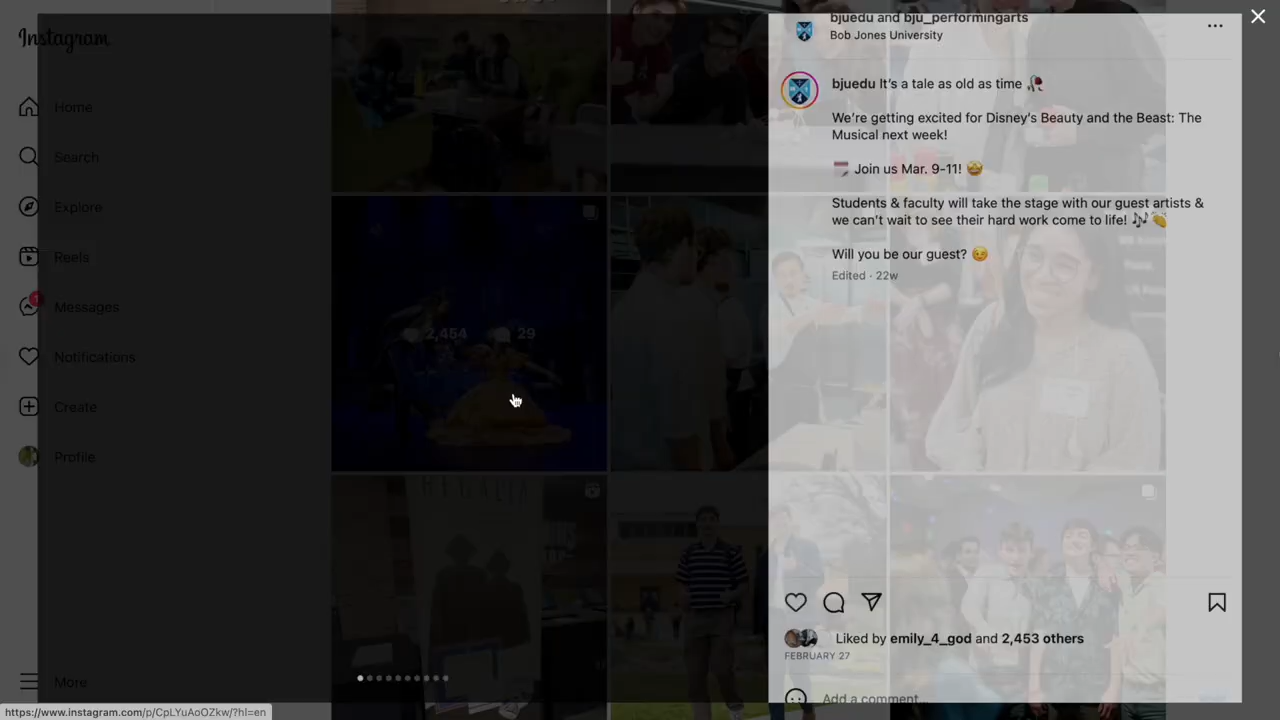 Instagram
Home
Search
Explore
Reels
1
Messages
Notifications
Create
Profile
More
2,454 29
bjuedu and bju_performingarts
Bob Jones University
bjuedu It's a tale as old as time 🥀
We're getting excited for Disney's Beauty and the Beast: The
Musical next week!
🗓️ Join us Mar. 9-11! 🤩
Students & faculty will take the stage with our guest artists &
we can't wait to see their hard work come to life! 🎶👏
Will you be our guest? 😉
Edited · 22w
Liked by emily_4_god and 2,453 others
FEBRUARY 27
Add a comment...
https://www.instagram.com/p/CpLYuAoOZkw/?hl=en